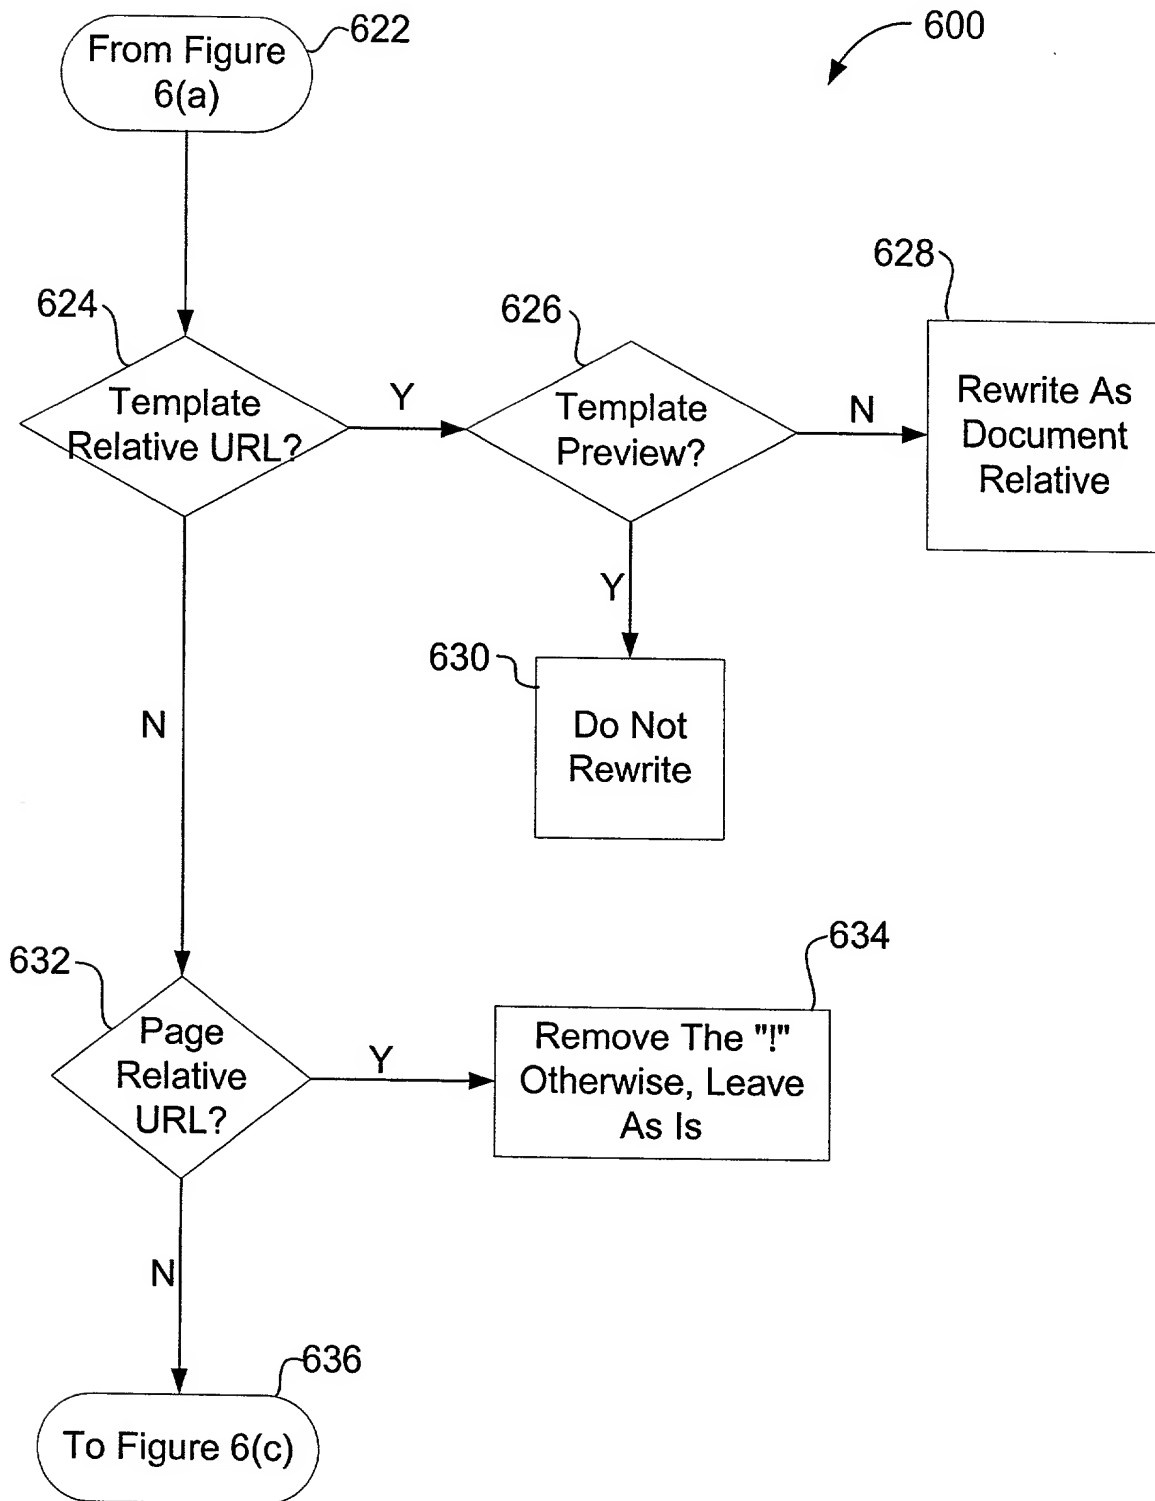 From Figure
6(a)
622
600
624
Template
Relative URL?
Y
626
Template
Preview?
N
628
Rewrite As
Document
Relative
Y
630
Do Not
Rewrite
N
632
Page
Relative
URL?
Y
634
Remove The "!"
Otherwise, Leave
As Is
N
636
To Figure 6(c)